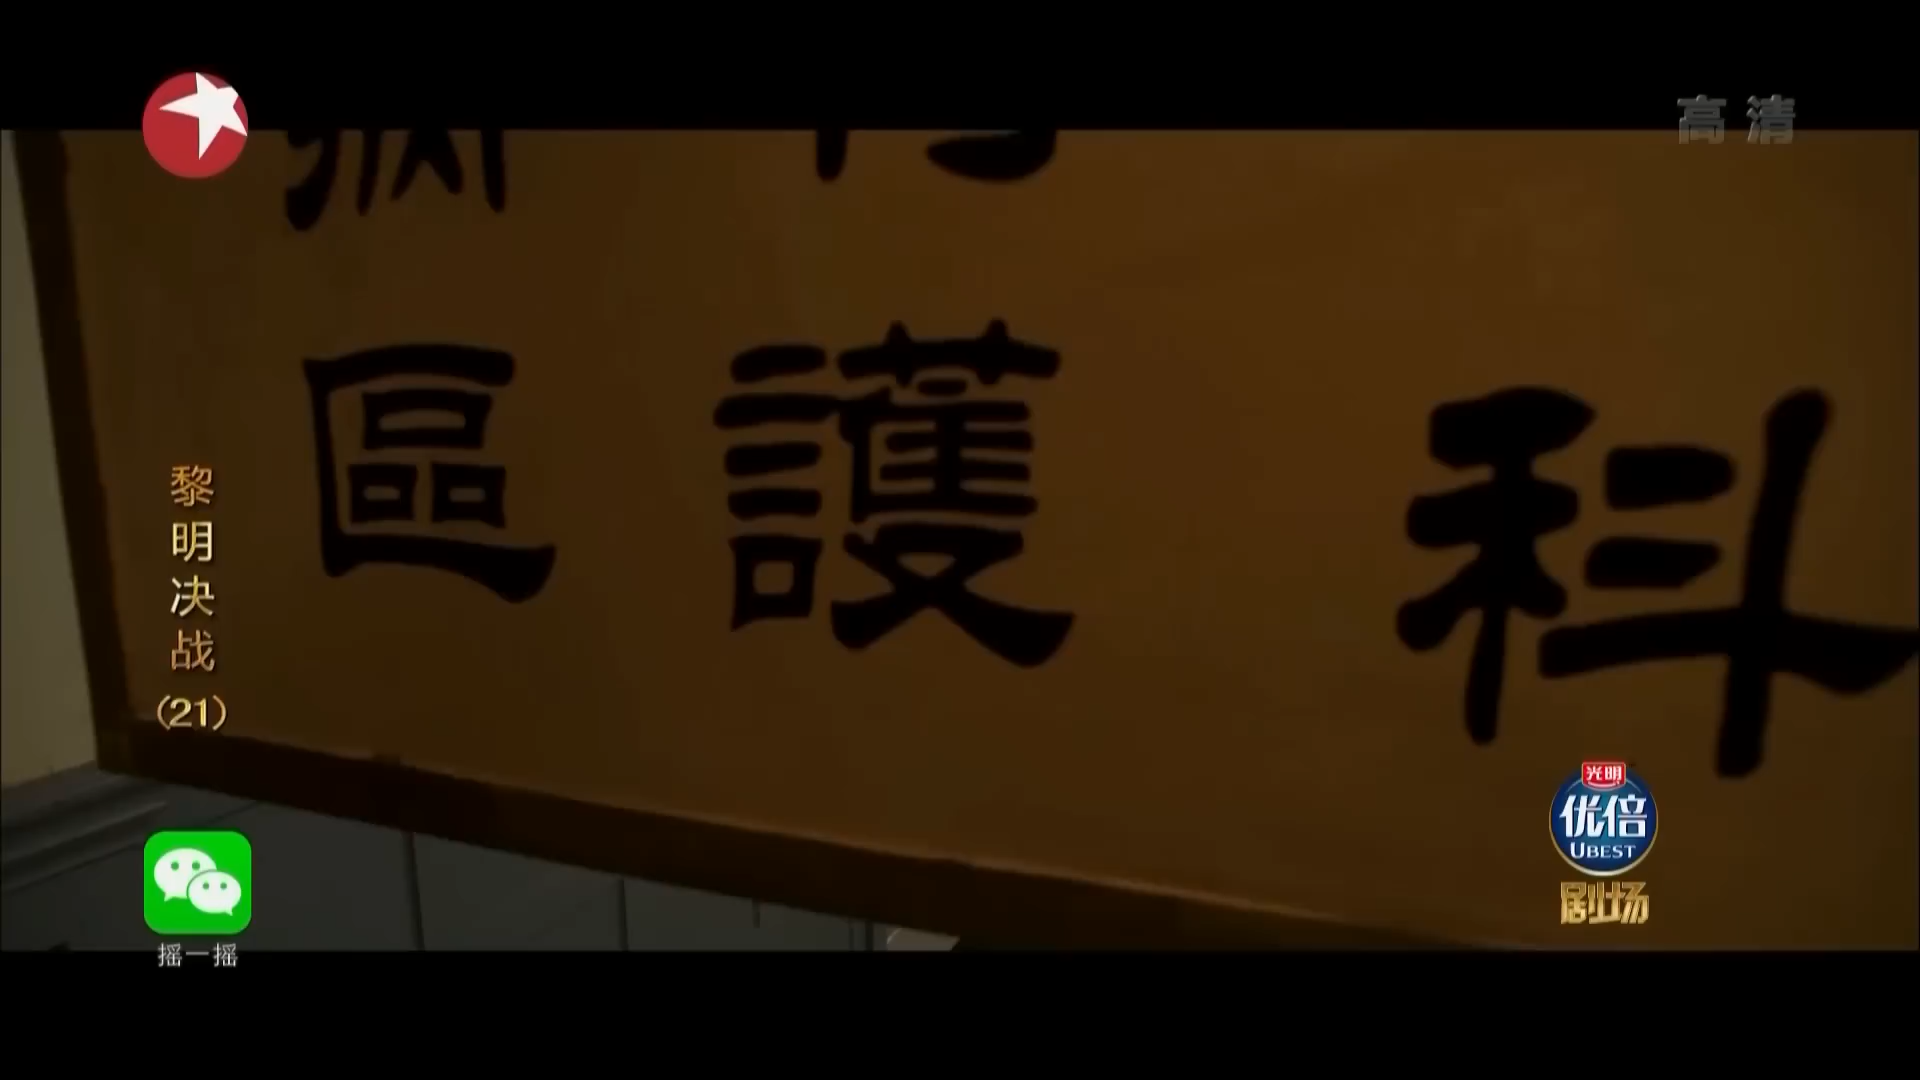 高清
區
護
科
黎明决战
(21)
光明
优倍
UBEST
剧场
摇一摇